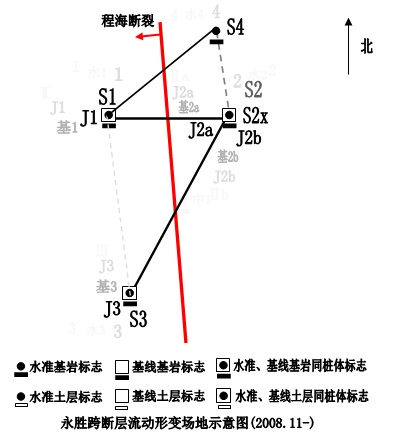 程海断裂
4
S4
北
1
2
S2
S1
J1
J2a
基2a
S2x
J1
基1
J2a
J2b
基2b
J2b
J3
基3
J3
S3
3
水准基岩标志
基线基岩标志
水准、基线基岩同桩体标志
水准土层标志
基线土层标志
水准、基线土层同桩体标志
永胜跨断层流动形变场地示意图(2008.11-)